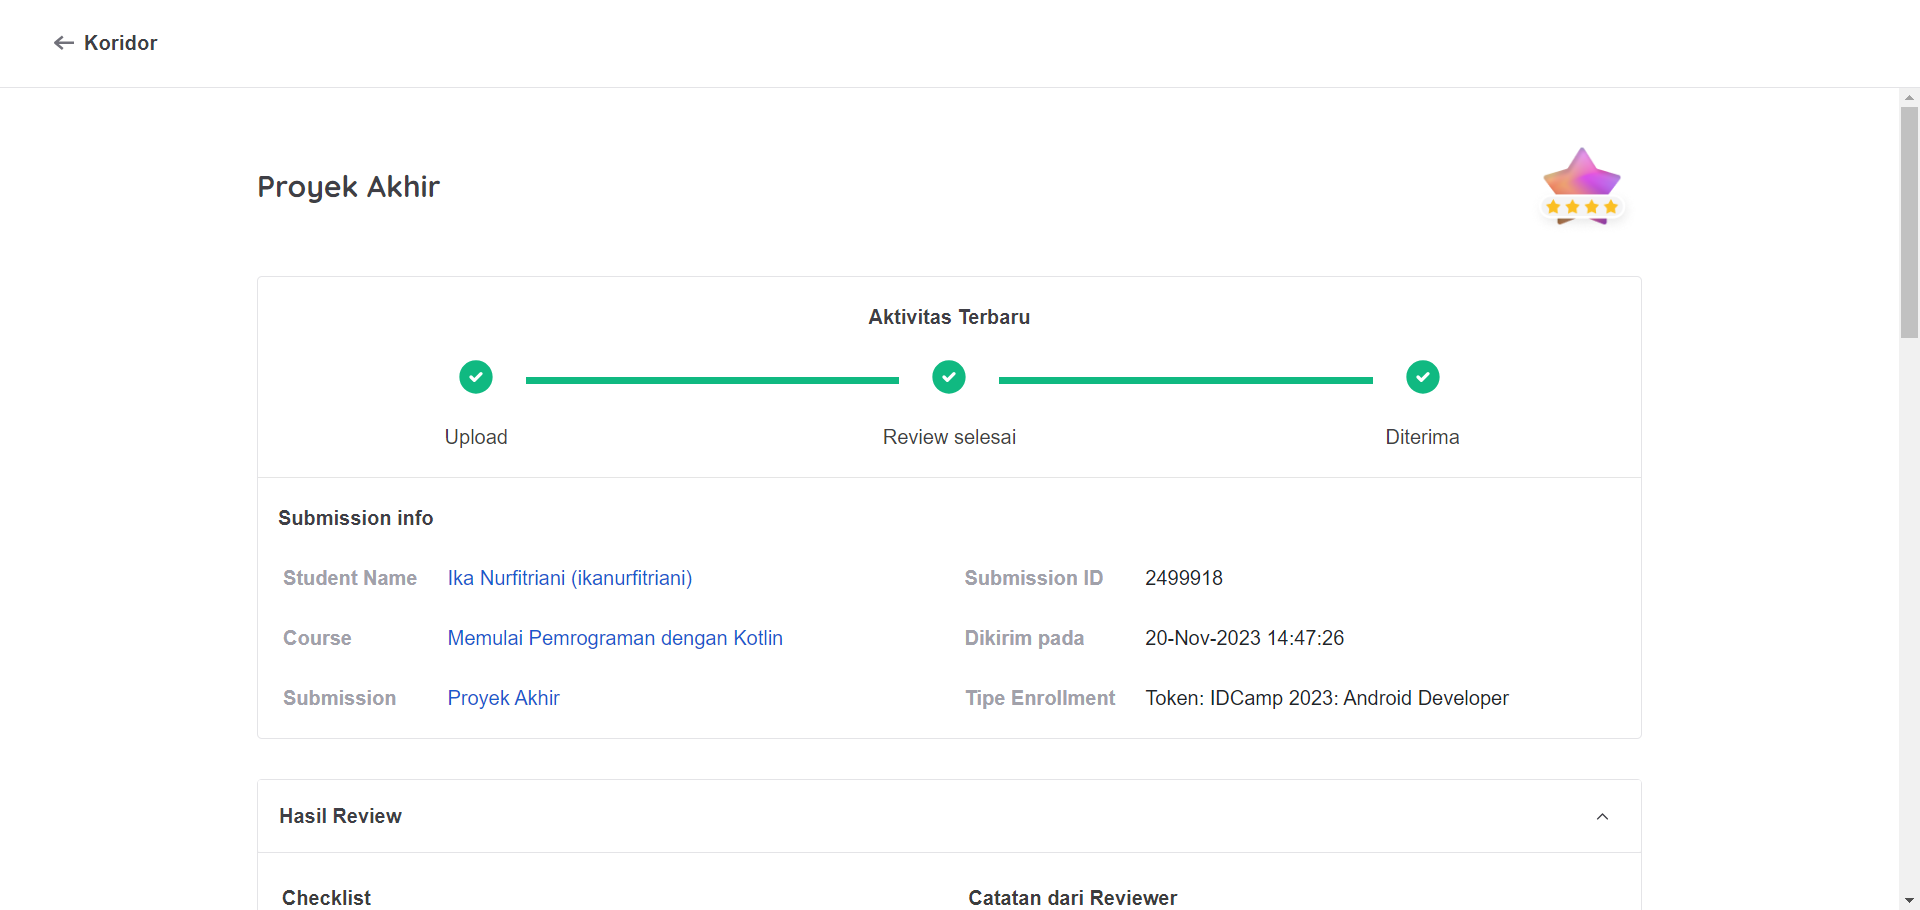 Koridor
Proyek Akhir
Aktivitas Terbaru
Upload
Review selesai
Diterima
Submission info
Student Name Ika Nurfitriani (ikanurfitriani)
Submission ID 2499918
Course Memulai Pemrograman dengan Kotlin
Dikirim pada 20-Nov-2023 14:47:26
Submission Proyek Akhir
Tipe Enrollment Token: IDCamp 2023: Android Developer
Hasil Review
Checklist
Catatan dari Reviewer